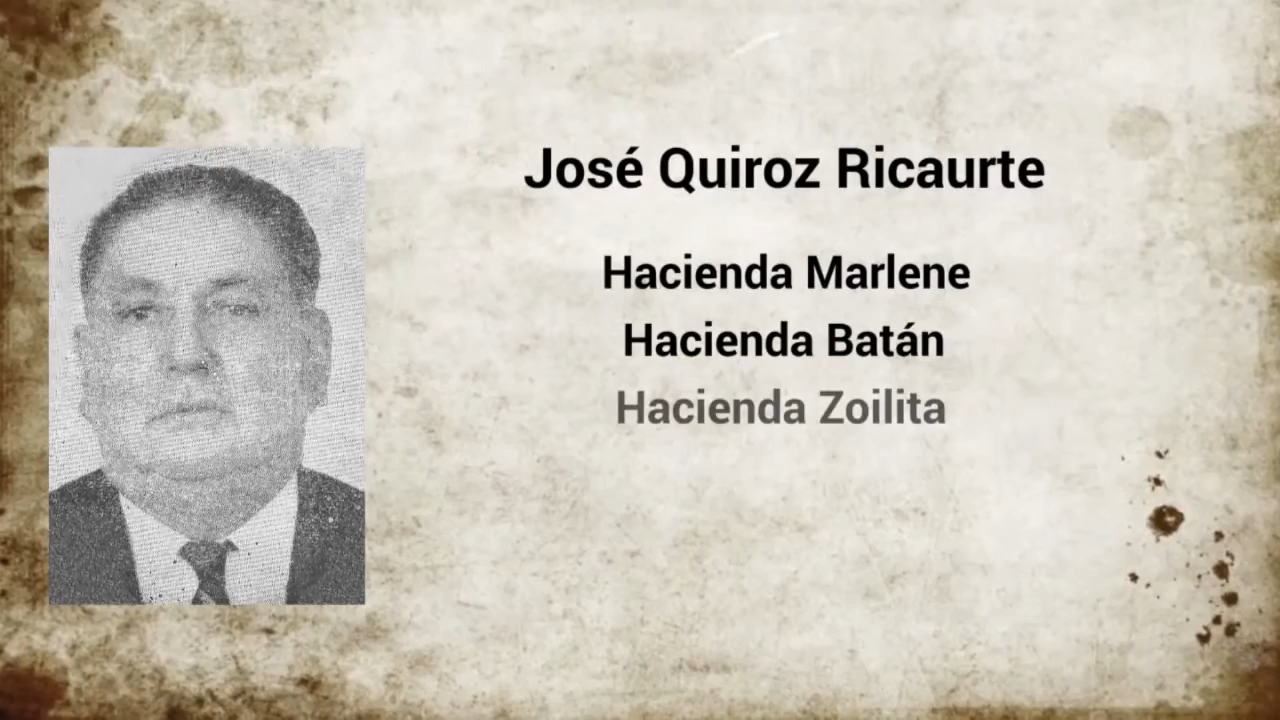 José Quiroz Ricaurte
Hacienda Marlene
Hacienda Batán
Hacienda Zoilita